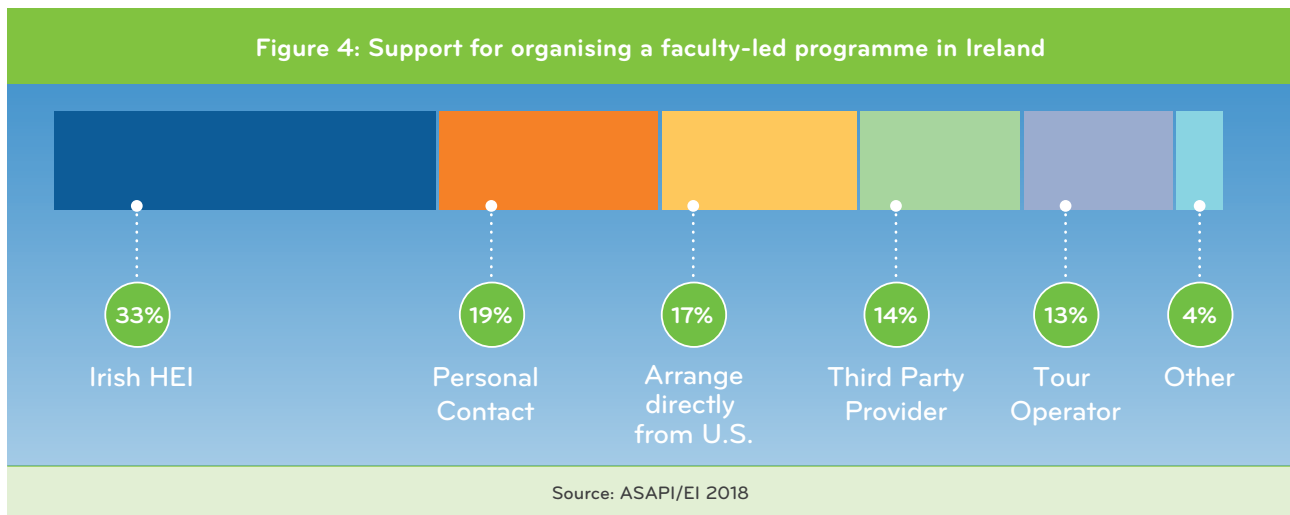 Figure 4: Support for organising a faculty-led programme in Ireland
33%
Irish HEI
19%
Personal
Contact
17%
Arrange
directly
from U.S.
14%
Third Party
Provider
13%
Tour
Operator
4%
Other
Source: ASAPI/EI 2018